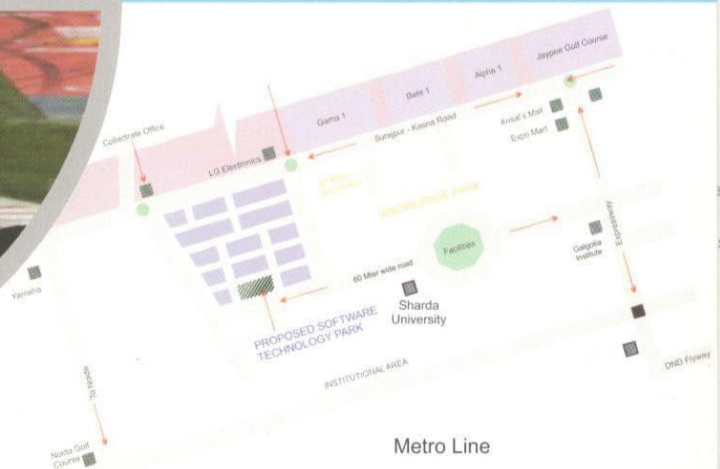 Jaypee Golf Course
Alpha 1
Beta 1
Gama 1
Surajpur - Kasna Road
Ansal's Mall
Expo Mart
Collectrate Office
LG Electronics
KNOWLEDGE PARK
Facilities
Expressway
Galgotia
Institute
60 Mter wide road
Sharda
University
Yamaha
PROPOSED SOFTWARE
TECHNOLOGY PARK
INSTITUTIONAL AREA
DND Flyway
To Noida
Noida Golf
Course
Metro Line